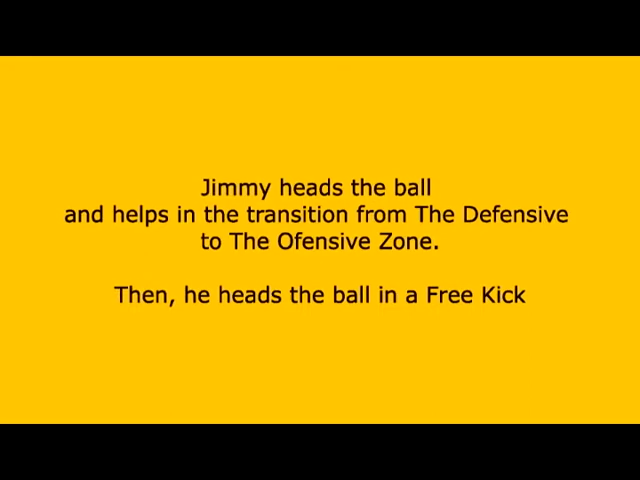 Jimmy heads the ball
and helps in the transition from The Defensive
to The Ofensive Zone.
Then, he heads the ball in a Free Kick